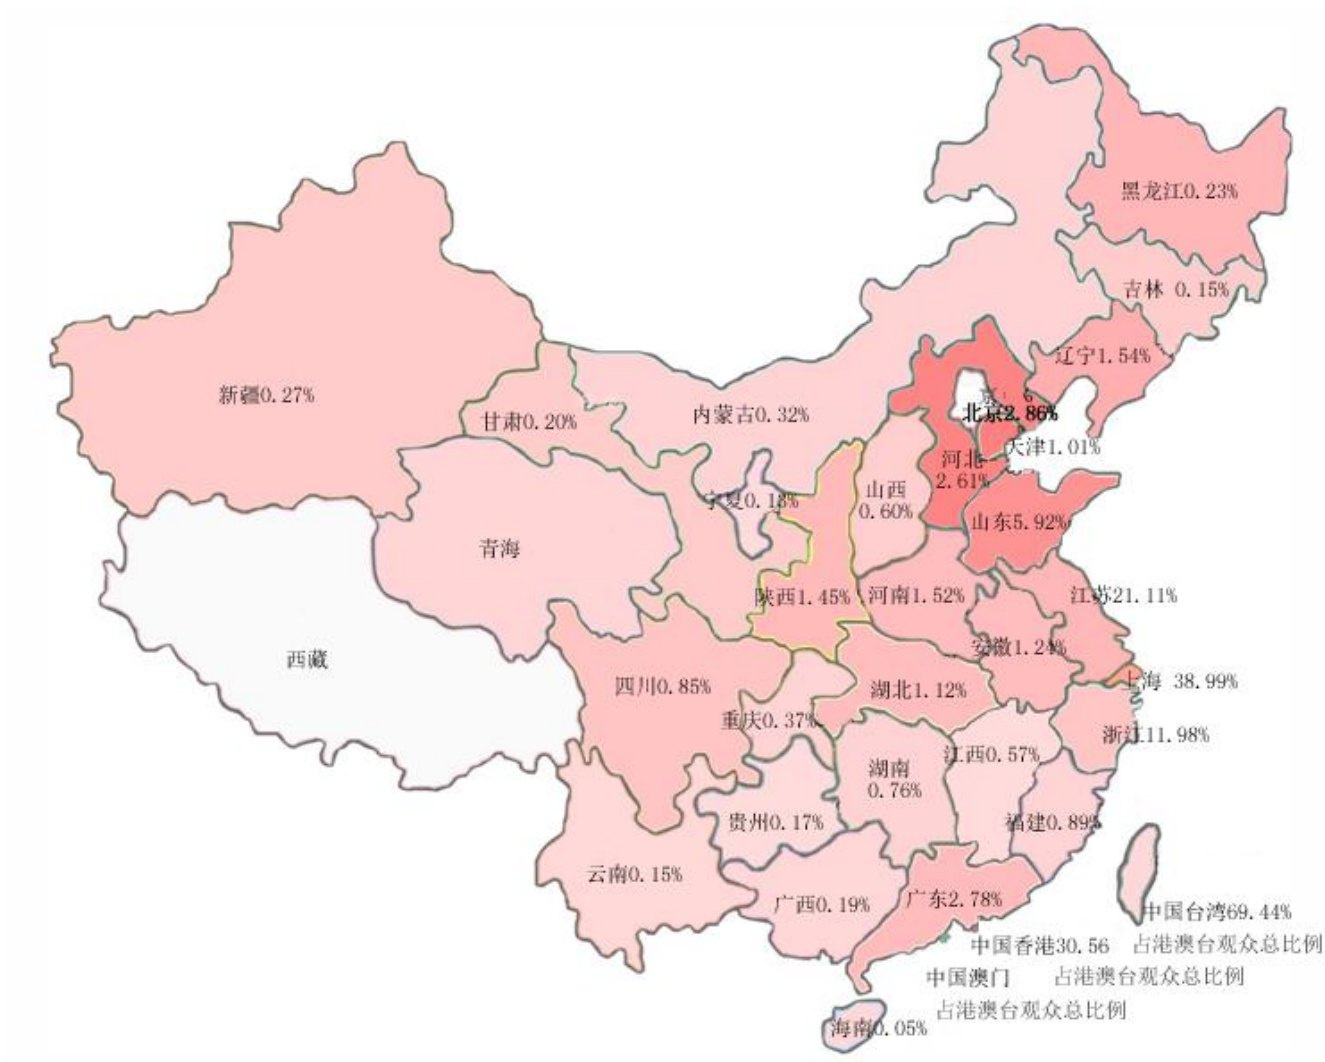 黑龙江0.23%
吉林 0.15%
辽宁1.54%
新疆0.27%
甘肃0.20%
内蒙古0.32%
北京2.86%
天津1.01%
河北
2.61%
宁夏0.18%
山西
0.60%
山东5.92%
青海
陕西1.45%
河南1.52%
江苏21.11%
安徽1.24%
西藏
四川0.85%
湖北1.12%
上海 38.99%
重庆0.37%
浙江11.98%
江西0.57%
湖南
0.76%
贵州0.17%
福建0.89%
云南0.15%
广西0.19%
广东2.78%
中国台湾69.44%
中国香港30.56 占港澳台观众总比例
中国澳门 占港澳台观众总比例
占港澳台观众总比例
海南0.05%